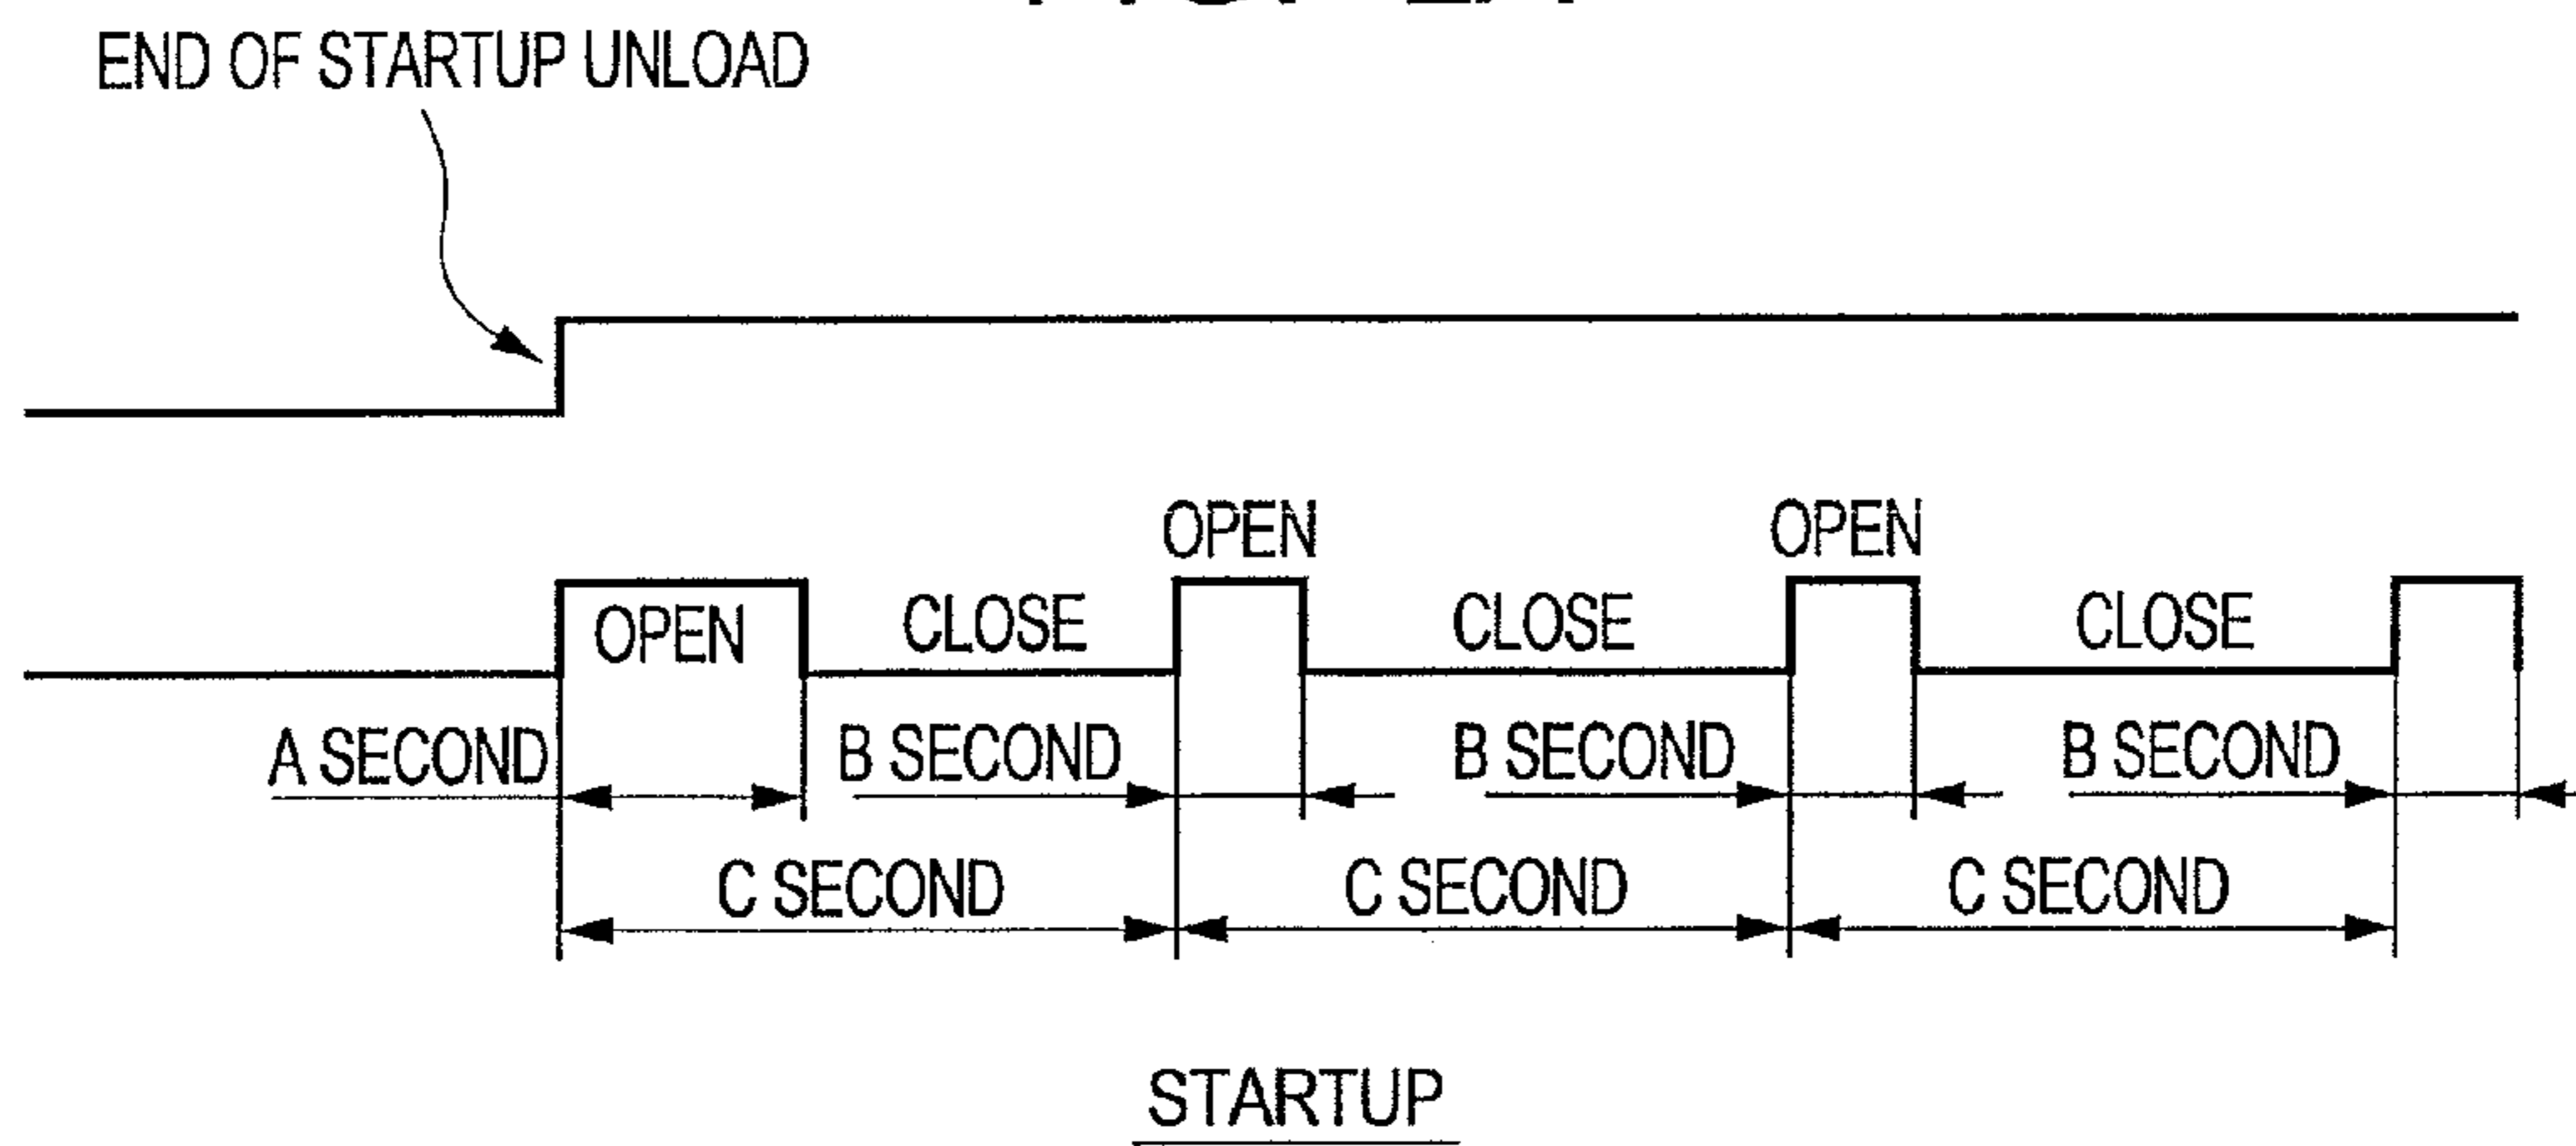 END OF STARTUP UNLOAD
OPEN OPEN
OPEN CLOSE CLOSE CLOSE
A SECOND B SECOND B SECOND B SECOND
C SECOND C SECOND C SECOND
STARTUP